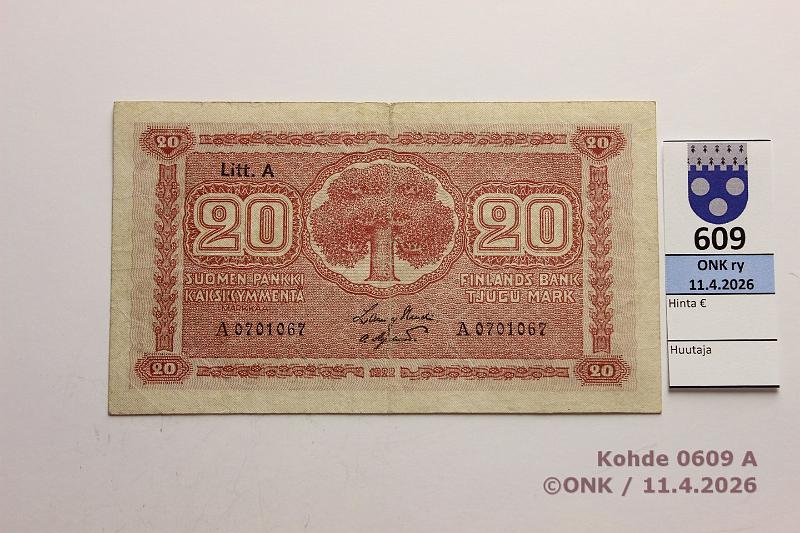 20
20
Litt. A
20
20
SUOMEN PANKKI
KAKSIKYMMENTÄ
MARKKAA
FINLANDS BANK
TJUGU MARK
A 0701067
A 0701067
20
1922
20
609
ONK ry
11.4.2026
Hinta €
Huutaja
Kohde 0609 A
©ONK / 11.4.2026